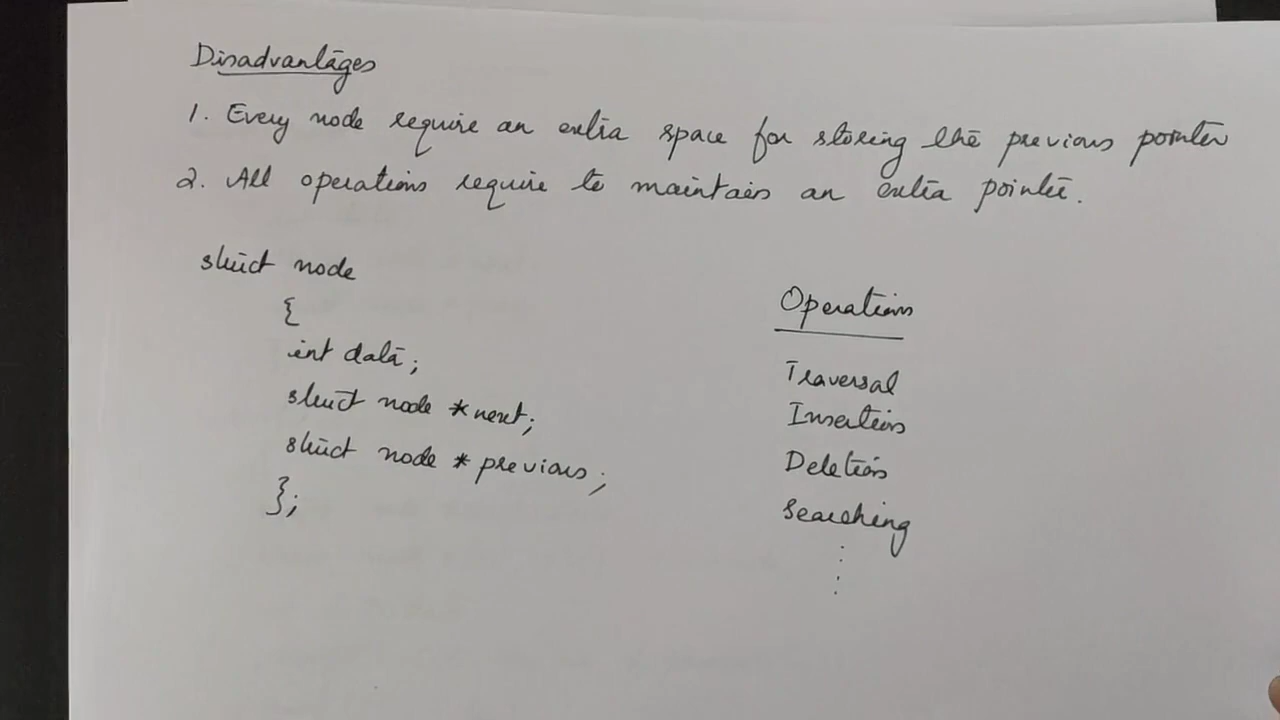 Disadvantages
1. Every node require an extra space for storing the previous pointer
2. All operations require to maintain an extra pointer.
struct node
{
int data;
struct node *next;
struct node *previous;
};
Operations
Traversal
Insertion
Deletion
Searching